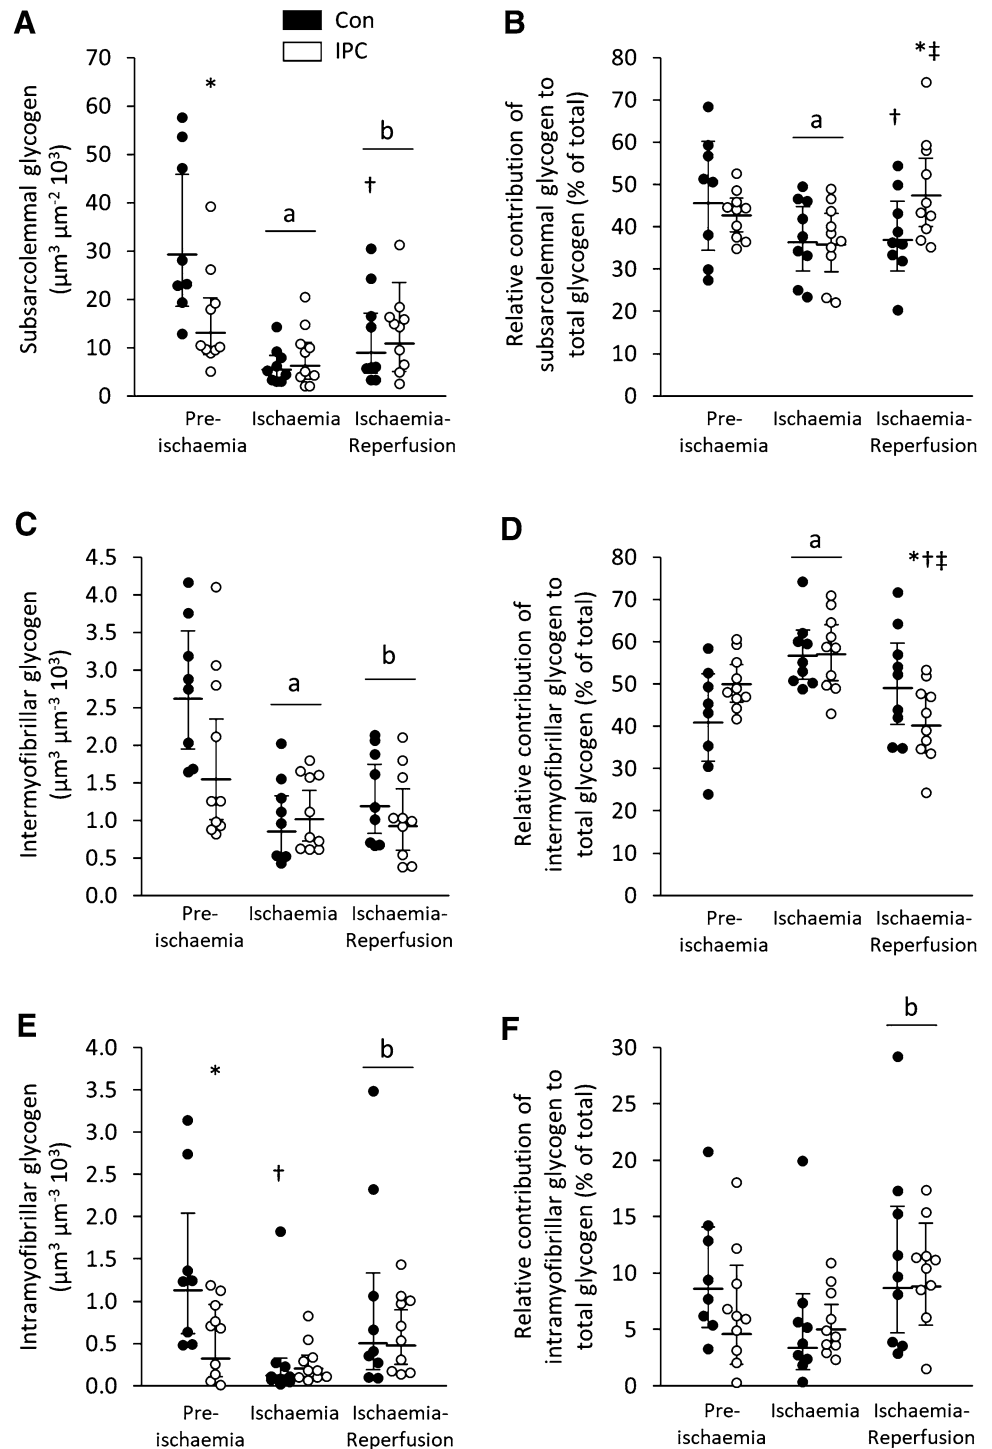 A
Con
IPC
Subsarcolemmal glycogen
(µm³ µm⁻² 10³)
70
60
50
40
30
20
10
0
*
a
†
b
Pre-
ischaemia
Ischaemia
Ischaemia-
Reperfusion
B
Relative contribution of
subsarcolemmal glycogen to
total glycogen (% of total)
80
70
60
50
40
30
20
10
0
a
†
*‡
Pre-
ischaemia
Ischaemia
Ischaemia-
Reperfusion
C
Intermyofibrillar glycogen
(µm³ µm⁻³ 10³)
4.5
4.0
3.5
3.0
2.5
2.0
1.5
1.0
0.5
0.0
a
b
Pre-
ischaemia
Ischaemia
Ischaemia-
Reperfusion
D
Relative contribution of
intermyofibrillar glycogen to
total glycogen (% of total)
80
70
60
50
40
30
20
10
0
a
*†‡
Pre-
ischaemia
Ischaemia
Ischaemia-
Reperfusion
E
Intramyofibrillar glycogen
(µm³ µm⁻³ 10³)
4.0
3.5
3.0
2.5
2.0
1.5
1.0
0.5
0.0
*
†
b
Pre-
ischaemia
Ischaemia
Ischaemia-
Reperfusion
F
Relative contribution of
intramyofibrillar glycogen to
total glycogen (% of total)
30
25
20
15
10
5
0
b
Pre-
ischaemia
Ischaemia
Ischaemia-
Reperfusion